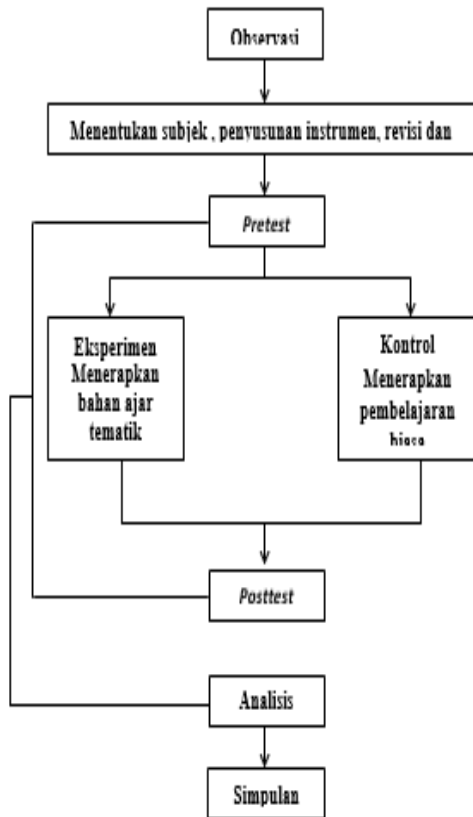 Observasi
Menentukan subjek , penyusunan instrumen, revisi dan
Pretest
Eksperimen
Menerapkan
bahan ajar
tematik
Kontrol
Menerapkan
pembelajaran
biasa
Posttest
Analisis
Simpulan